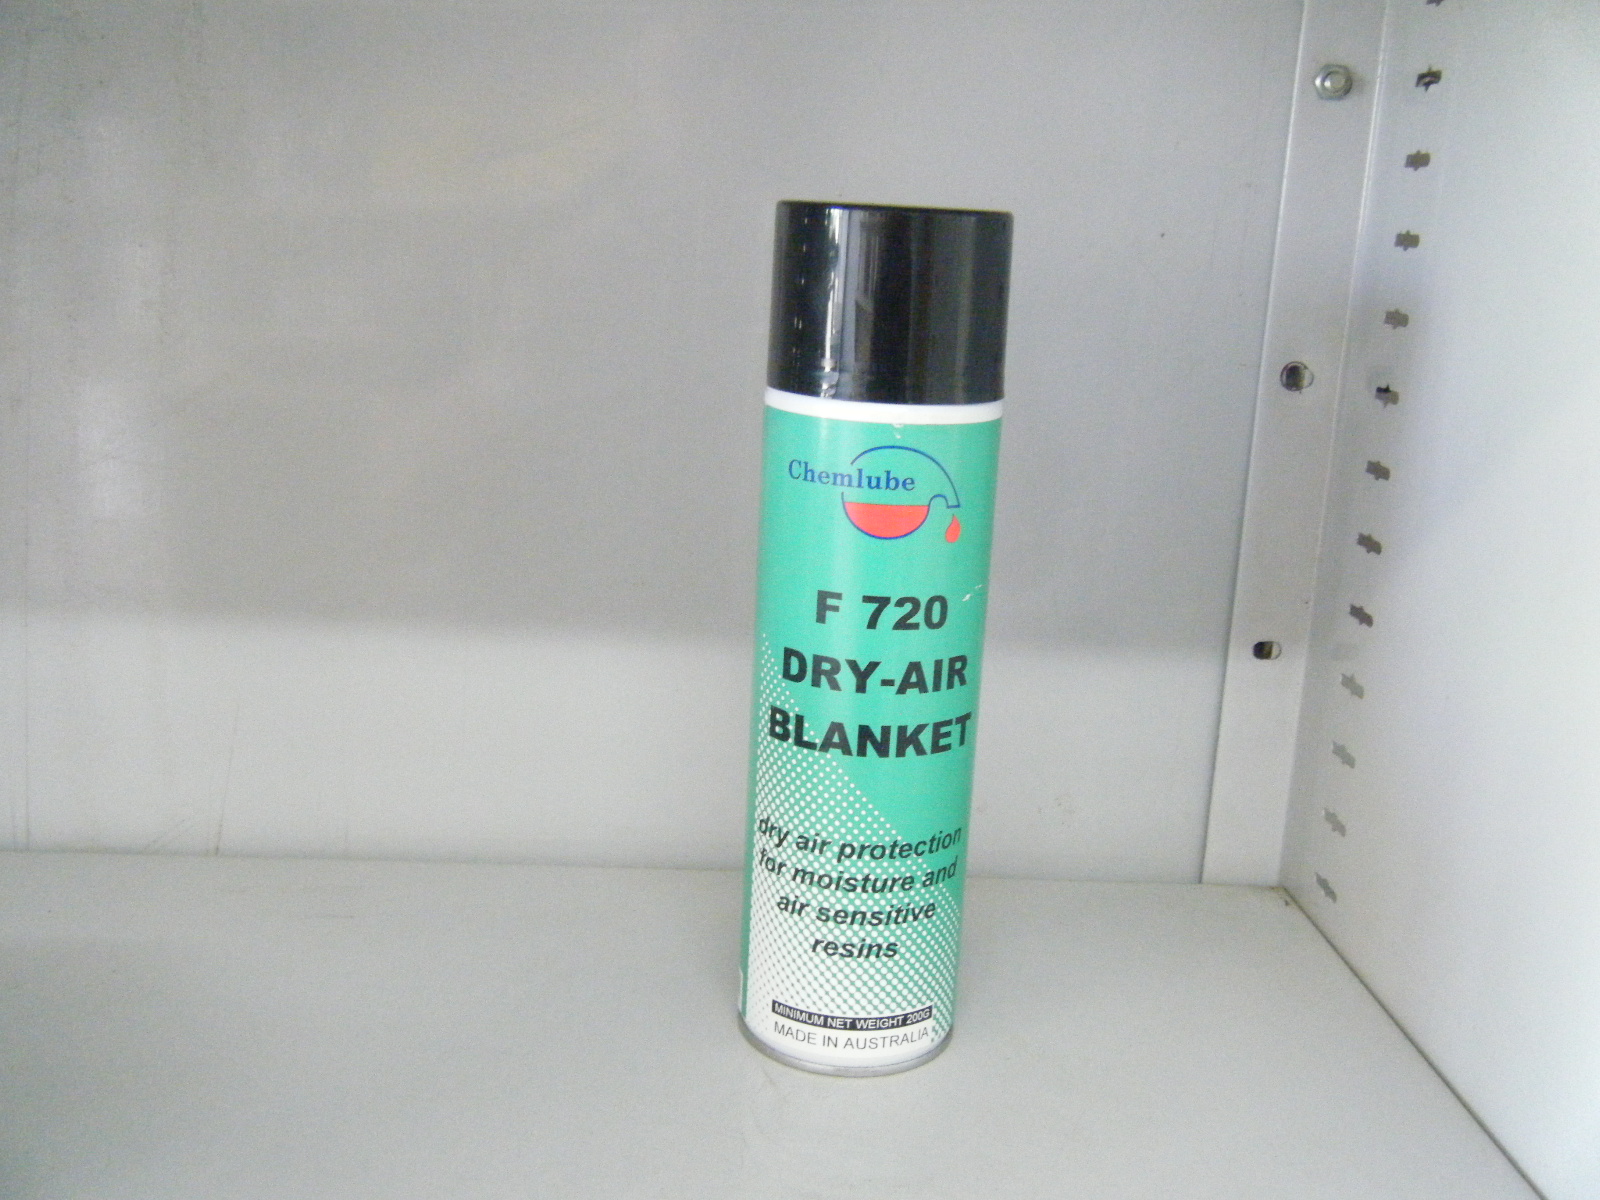 Chemlube
F 720
DRY-AIR
BLANKET
dry air protection
for moisture and
air sensitive
resins
MINIMUM NET WEIGHT 200G
MADE IN AUSTRALIA